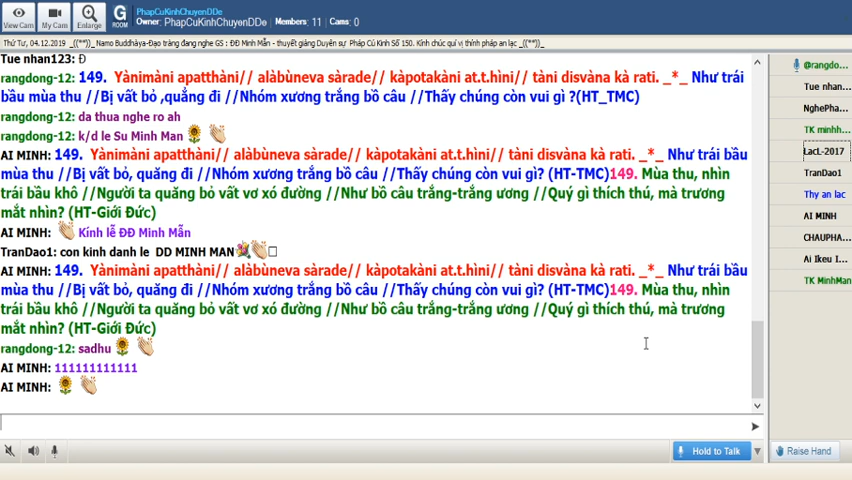 View Cam
My Cam
Enlarge
G
ROOM
PhapCuKinhChuyenDDe
Owner: PhapCuKinhChuyenDDe Members: 11 Cams: 0
Thứ Tư, 04.12.2019 _((**))_ Namo Buddhàya-Đạo tràng đang nghe GS : ĐĐ Minh Mẫn - thuyết giảng Duyên sự Pháp Cú Kinh Số 150. Kính chúc quí vị thính pháp an lạc _((**))_
Tue nhan123: Đ
rangdong-12: 149. Yànimàni apatthàni// alàbùneva sàrade// kàpotakàni at.t.hìni// tàni disvàna kà rati. _*_ Như trái
bầu mùa thu //Bị vất bỏ ,quẳng đi //Nhóm xương trắng bồ câu //Thấy chúng còn vui gì ?(HT_TMC)
rangdong-12: da thua nghe ro ah
rangdong-12: k/d le Su Minh Man
AI MINH: 149. Yànimàni apatthàni// alàbùneva sàrade// kàpotakàni at.t.hìni// tàni disvàna kà rati. _*_ Như trái bầu
mùa thu //Bị vất bỏ, quăng đi //Nhóm xương trắng bồ câu //Thấy chúng còn vui gì? (HT-TMC)149. Mùa thu, nhìn
trái bầu khô //Người ta quăng bỏ vất vơ xó đường //Như bồ câu trắng-trắng ương //Quý gì thích thú, mà trương
mắt nhìn? (HT-Giới Đức)
AI MINH: Kính lễ ĐĐ Minh Mẫn
TranDao1: con kinh danh le DD MINH MAN
AI MINH: 149. Yànimàni apatthàni// alàbùneva sàrade// kàpotakàni at.t.hìni// tàni disvàna kà rati. _*_ Như trái bầu
mùa thu //Bị vất bỏ, quăng đi //Nhóm xương trắng bồ câu //Thấy chúng còn vui gì? (HT-TMC)149. Mùa thu, nhìn
trái bầu khô //Người ta quăng bỏ vất vơ xó đường //Như bồ câu trắng-trắng ương //Quý gì thích thú, mà trương
mắt nhìn? (HT-Giới Đức)
rangdong-12: sadhu
AI MINH: 111111111111
AI MINH:
@rangdo...
Tue nhan...
NghePha...
TK minhh...
LacL-2017
TranDao1
Thy an lac
AI MINH
CHAUPHA...
Ai Ikeu I...
TK MinhMan
Hold to Talk
Raise Hand